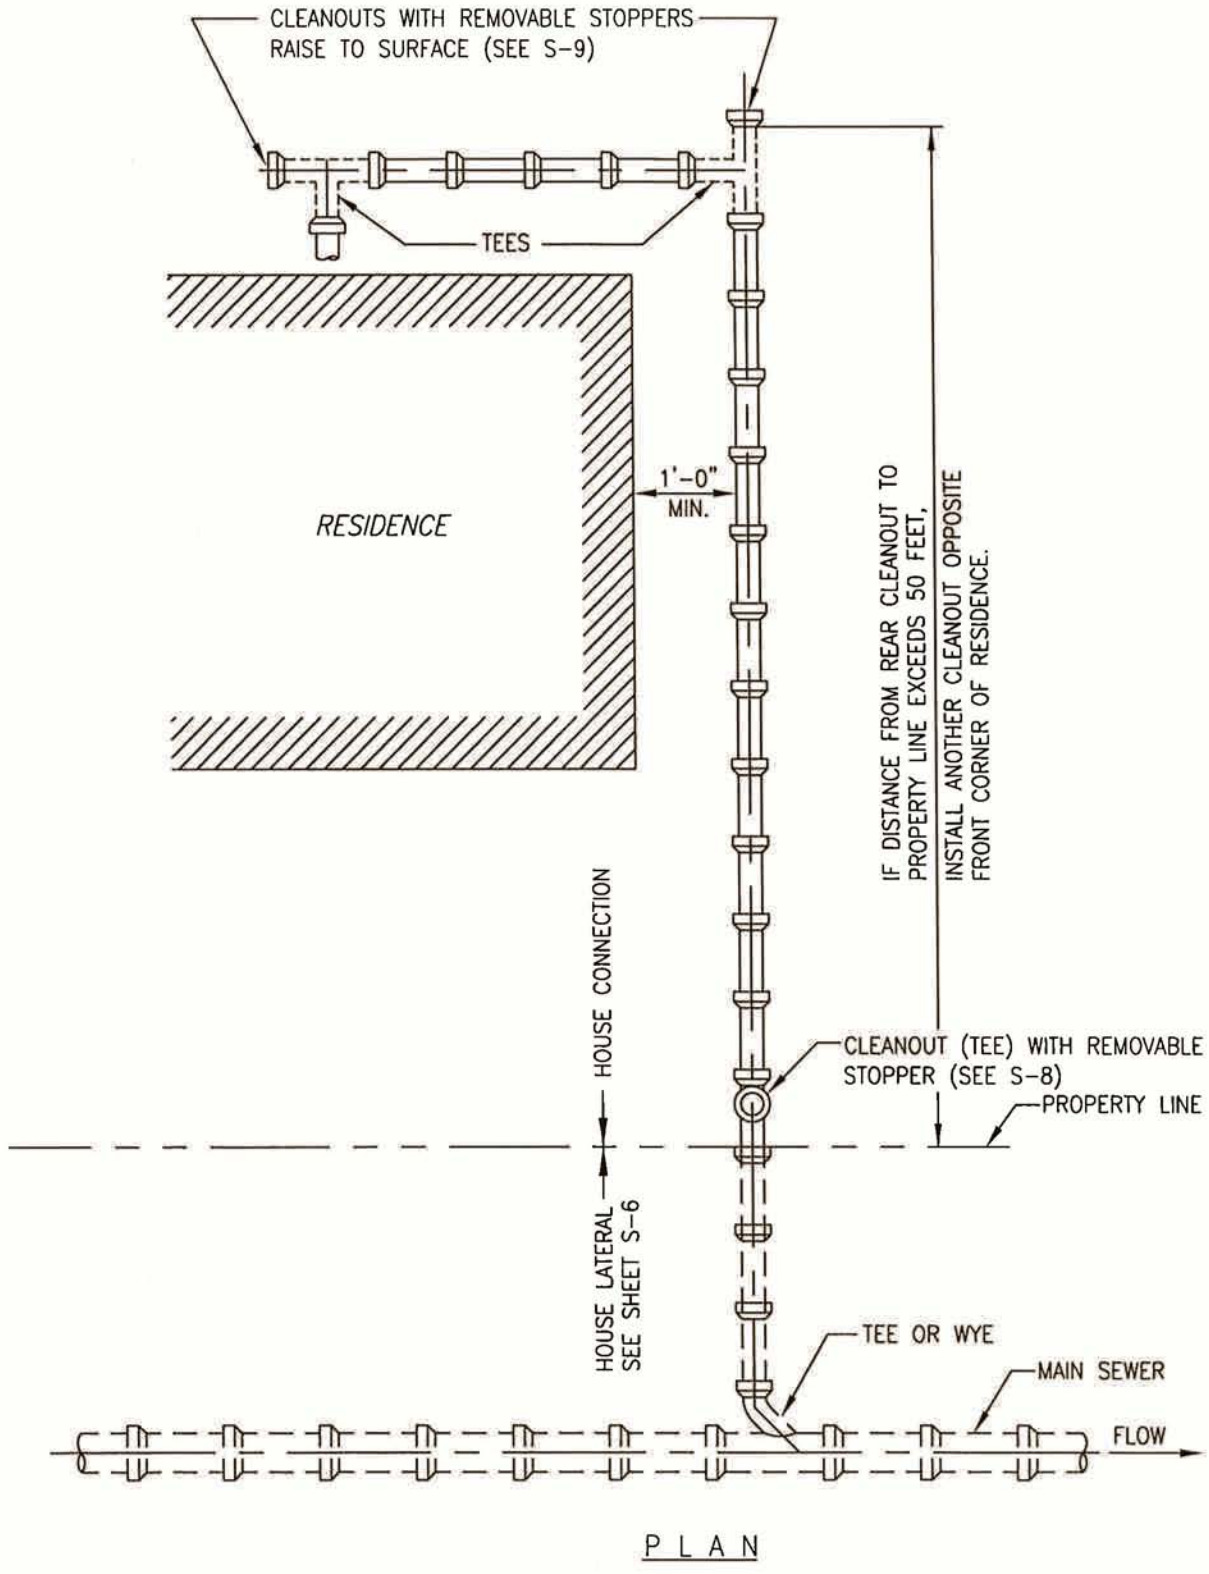 CLEANOUTS WITH REMOVABLE STOPPERS
RAISE TO SURFACE (SEE S-9)
TEES
1'-0"
MIN.
RESIDENCE
IF DISTANCE FROM REAR CLEANOUT TO
PROPERTY LINE EXCEEDS 50 FEET,
INSTALL ANOTHER CLEANOUT OPPOSITE
FRONT CORNER OF RESIDENCE.
HOUSE CONNECTION
CLEANOUT (TEE) WITH REMOVABLE
STOPPER (SEE S-8)
PROPERTY LINE
HOUSE LATERAL
SEE SHEET S-6
TEE OR WYE
MAIN SEWER
FLOW
PLAN